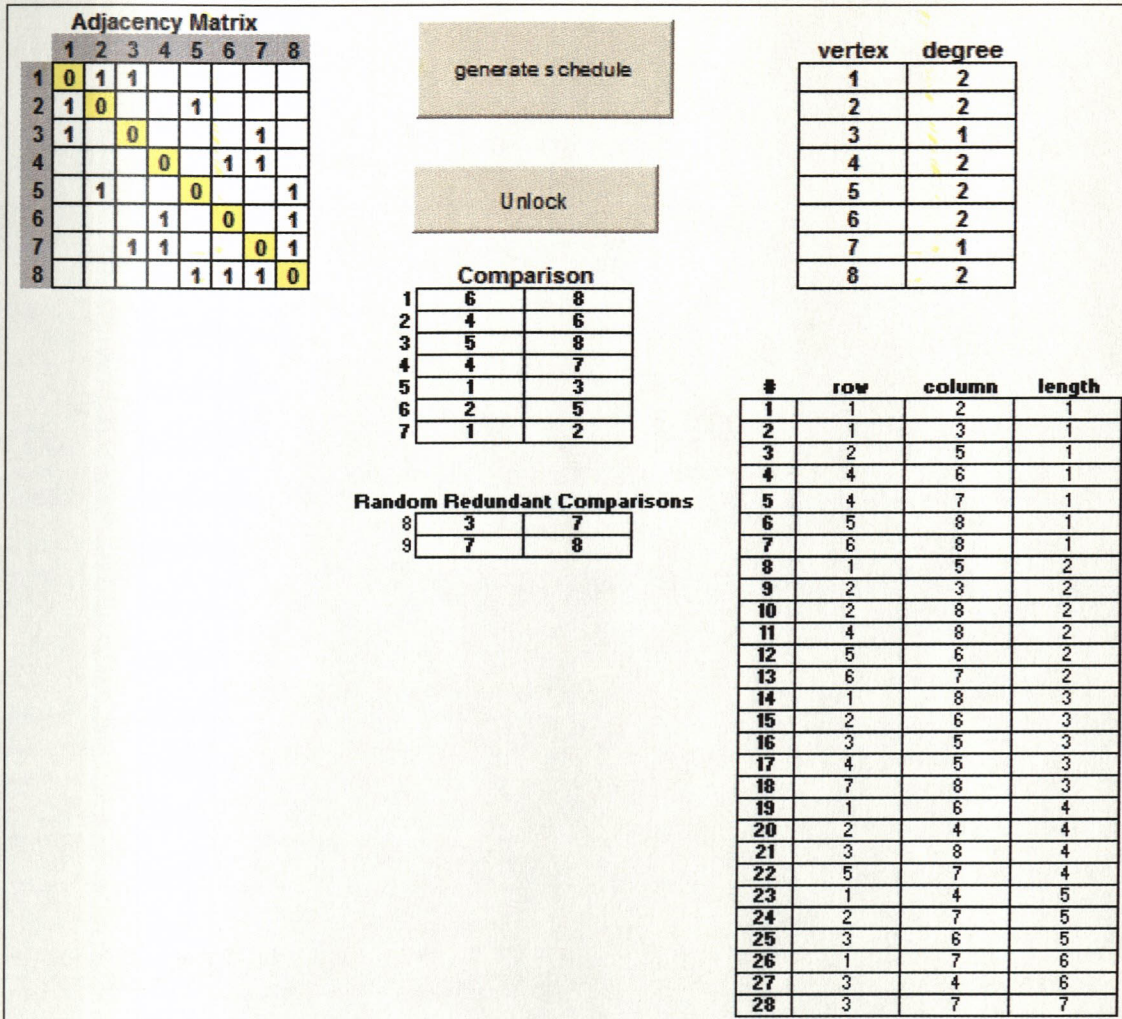 Adjacency Matrix
1 2 3 4 5 6 7 8
1 0 1 1
2 1 0 1
3 1 0 1
4 0 1 1
5 1 0 1
6 1 0 1
7 1 1 0 1
8 1 1 1 0
generate schedule
Unlock
Comparison
1 6 8
2 4 6
3 5 8
4 4 7
5 1 3
6 2 5
7 1 2
Random Redundant Comparisons
8 3 7
9 7 8
vertex degree
1 2
2 2
3 1
4 2
5 2
6 2
7 1
8 2
# row column length
1 1 2 1
2 1 3 1
3 2 5 1
4 4 6 1
5 4 7 1
6 5 8 1
7 6 8 1
8 1 5 2
9 2 3 2
10 2 8 2
11 4 8 2
12 5 6 2
13 6 7 2
14 1 8 3
15 2 6 3
16 3 5 3
17 4 5 3
18 7 8 3
19 1 6 4
20 2 4 4
21 3 8 4
22 5 7 4
23 1 4 5
24 2 7 5
25 3 6 5
26 1 7 6
27 3 4 6
28 3 7 7